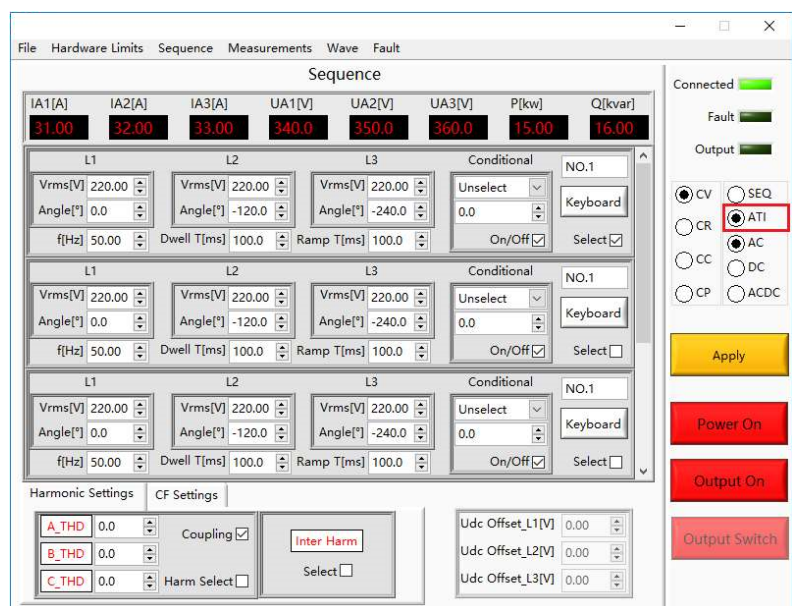 File Hardware Limits Sequence Measurements Wave Fault
Sequence
IA1[A] IA2[A] IA3[A] UA1[V] UA2[V] UA3[V] P[kw] Q[kvar]
31.00 32.00 33.00 340.0 350.0 360.0 15.00 16.00
L1 L2 L3 Conditional NO.1
Vrms[V] 220.00 Vrms[V] 220.00 Vrms[V] 220.00 Unselect
Angle[°] 0.0 Angle[°] -120.0 Angle[°] -240.0 0.0 Keyboard
f[Hz] 50.00 Dwell T[ms] 100.0 Ramp T[ms] 100.0 On/Off Select
L1 L2 L3 Conditional NO.1
Vrms[V] 220.00 Vrms[V] 220.00 Vrms[V] 220.00 Unselect
Angle[°] 0.0 Angle[°] -120.0 Angle[°] -240.0 0.0 Keyboard
f[Hz] 50.00 Dwell T[ms] 100.0 Ramp T[ms] 100.0 On/Off Select
L1 L2 L3 Conditional NO.1
Vrms[V] 220.00 Vrms[V] 220.00 Vrms[V] 220.00 Unselect
Angle[°] 0.0 Angle[°] -120.0 Angle[°] -240.0 0.0 Keyboard
f[Hz] 50.00 Dwell T[ms] 100.0 Ramp T[ms] 100.0 On/Off Select
Harmonic Settings CF Settings
A_THD 0.0 Coupling
B_THD 0.0
C_THD 0.0 Harm Select
Inter Harm
Select
Udc Offset_L1[V] 0.00
Udc Offset_L2[V] 0.00
Udc Offset_L3[V] 0.00
Connected
Fault
Output
CV SEQ
CR ATI
AC
CC DC
CP ACDC
Apply
Power On
Output On
Output Switch